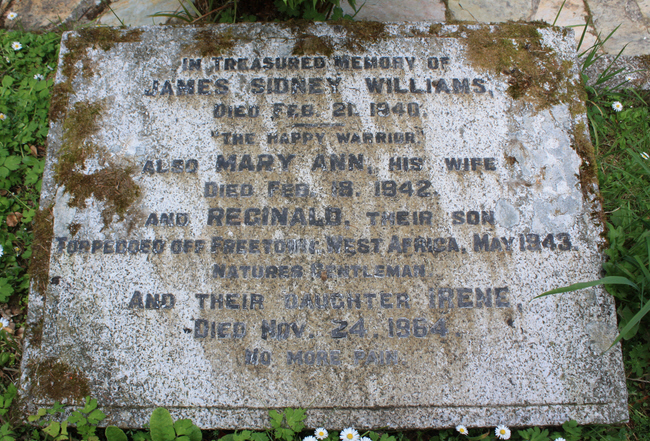 IN TREASURED MEMORY OF
JAMES SIDNEY WILLIAMS,
DIED FEB. 21. 1940.
"THE HAPPY WARRIOR."
ALSO MARY ANN, HIS WIFE
DIED FEB. 18, 1942.
AND REGINALD, THEIR SON
TORPEDOED OFF FREETOWN, WEST AFRICA, MAY 1943.
NATURES GENTLEMAN
AND THEIR DAUGHTER IRENE,
DIED NOV. 24, 1964.
NO MORE PAIN.